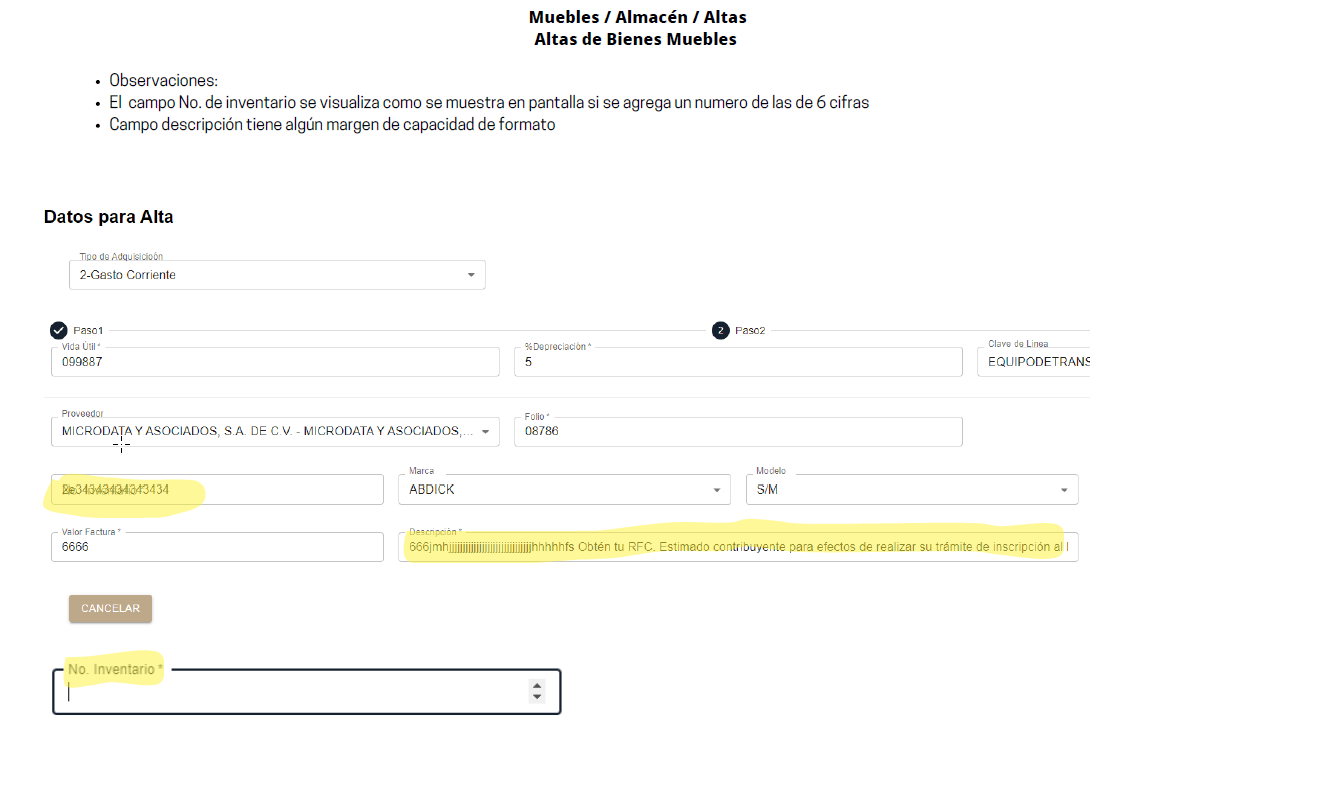 Muebles / Almacén / Altas
Altas de Bienes Muebles
• Observaciones:
• El campo No. de inventario se visualiza como se muestra en pantalla si se agrega un numero de las de 6 cifras
• Campo descripción tiene algún margen de capacidad de formato
Datos para Alta
Tipo de Adquisicioón
2-Gasto Corriente
Paso1
2 Paso2
Vida Útil * %Depreciación * Clave de Linea
099887 5 EQUIPODETRANS
Proveedor Folio *
MICRODATA Y ASOCIADOS, S.A. DE C.V. - MICRODATA Y ASOCIADOS,... 08786
Marca Modelo
ABDICK S/M
Valor Factura * Descripción *
6666 Obtén tu RFC. Estimado contribuyente para efectos de realizar su trámite de inscripción al
CANCELAR
No. Inventario *